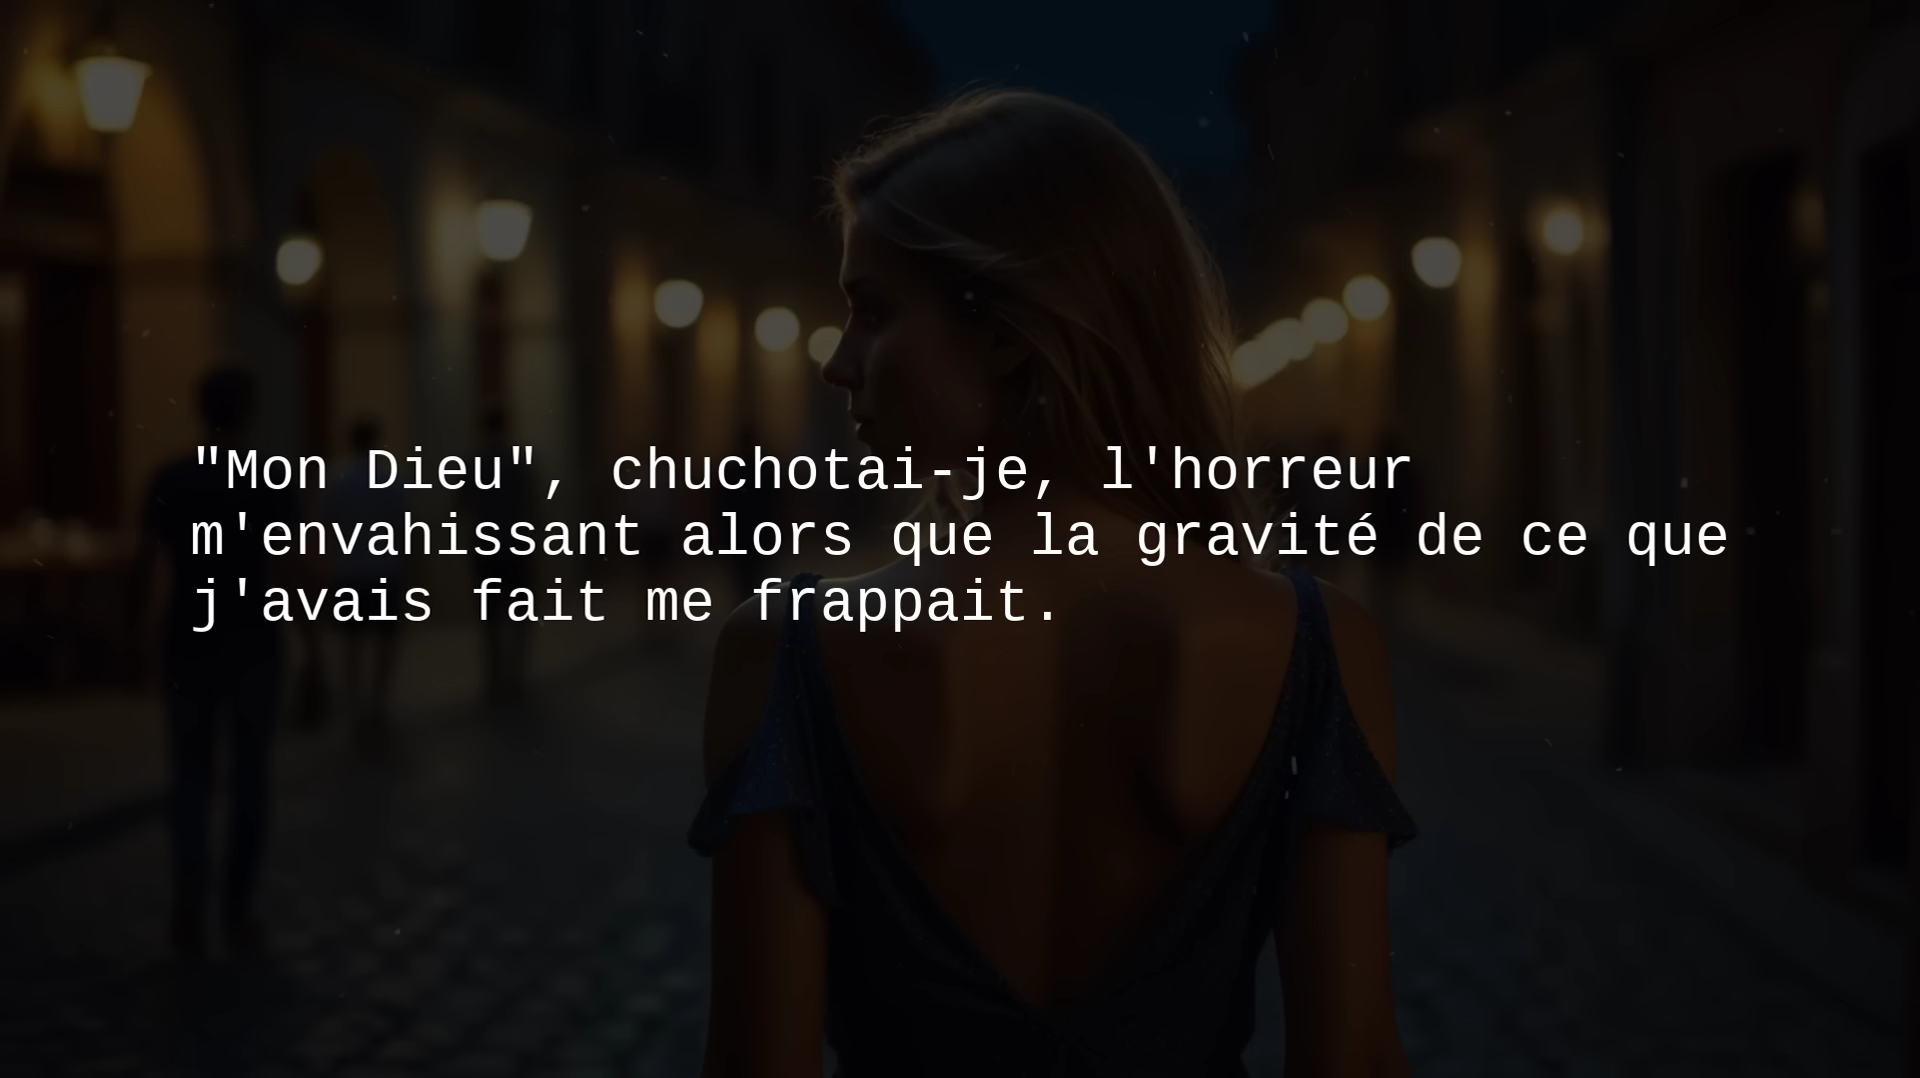 "Mon Dieu", chuchotai-je, l'horreur
m'envahissant alors que la gravité de ce que
j'avais fait me frappait.